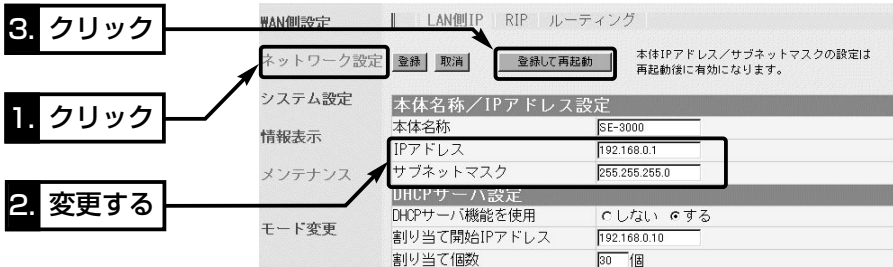 3. クリック
1. クリック
2. 変更する
WAN側設定
ネットワーク設定
システム設定
情報表示
メンテナンス
モード変更
LAN側IP RIP ルーティング
登録 取消 登録して再起動
本体IPアドレス/サブネットマスクの設定は
再起動後に有効になります。
本体名称/IPアドレス設定
本体名称 SE-3000
IPアドレス 192.168.0.1
サブネットマスク 255.255.255.0
DHCPサーバ設定
DHCPサーバ機能を使用 しない する
割り当て開始IPアドレス 192.168.0.10
割り当て個数 30 個